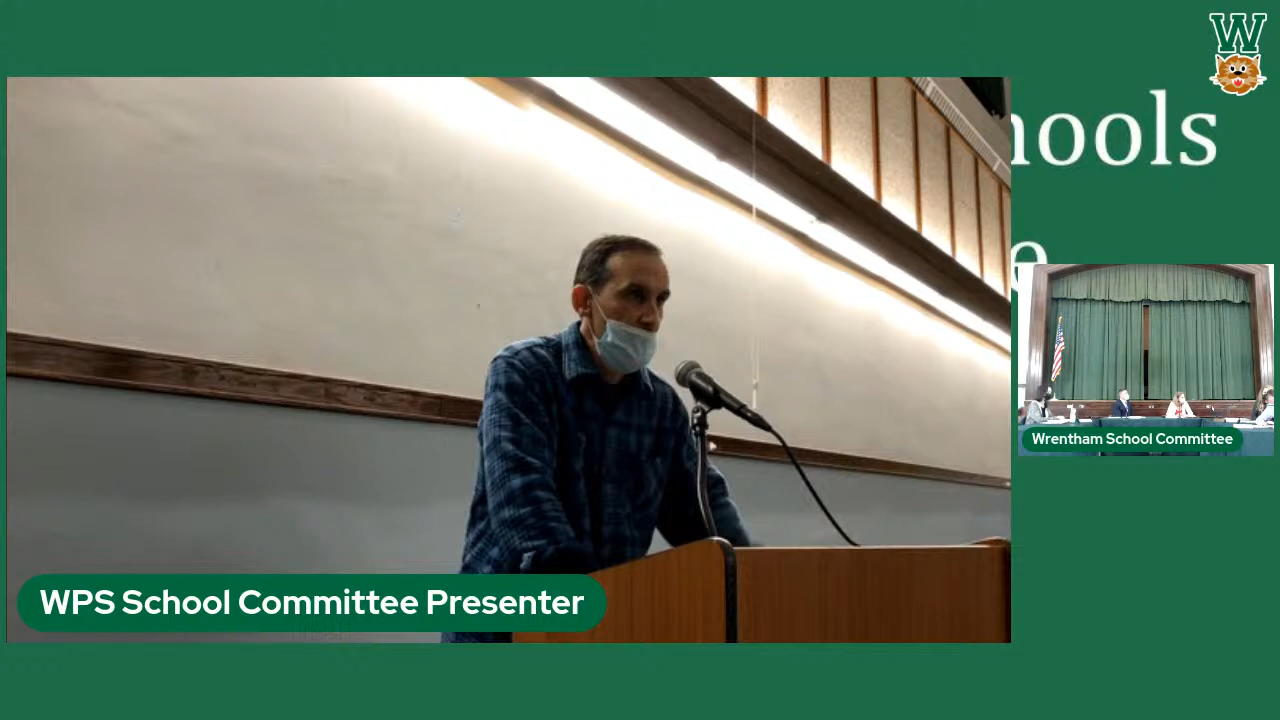 W
hools
e
Wrentham School Committee
WPS School Committee Presenter